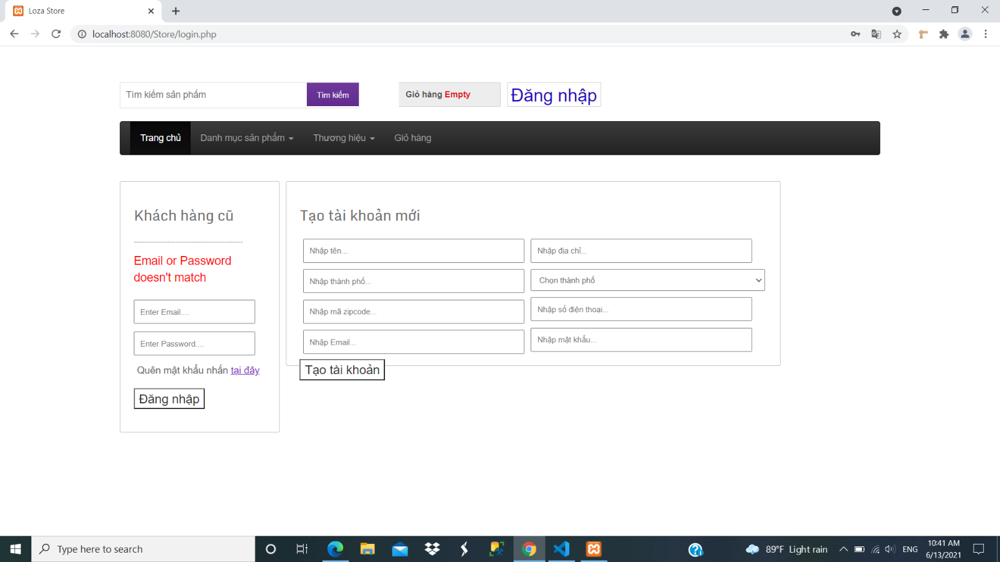 Loza Store
localhost:8080/Store/login.php
Tìm kiếm sản phẩm
Tìm kiếm
Giỏ hàng Empty
Đăng nhập
Trang chủ
Danh mục sản phẩm
Thương hiệu
Giỏ hàng
Khách hàng cũ
------------------------------------------
Email or Password
doesn't match
Enter Email....
Enter Password....
Quên mật khẩu nhấn tại đây
Đăng nhập
Tạo tài khoản mới
Nhập tên...
Nhập địa chỉ...
Nhập thành phố...
Chọn thành phố
Nhập mã zipcode...
Nhập số điện thoại...
Nhập Email...
Nhập mật khẩu...
Tạo tài khoản
Type here to search
89°F Light rain
ENG
10:41 AM
6/13/2021